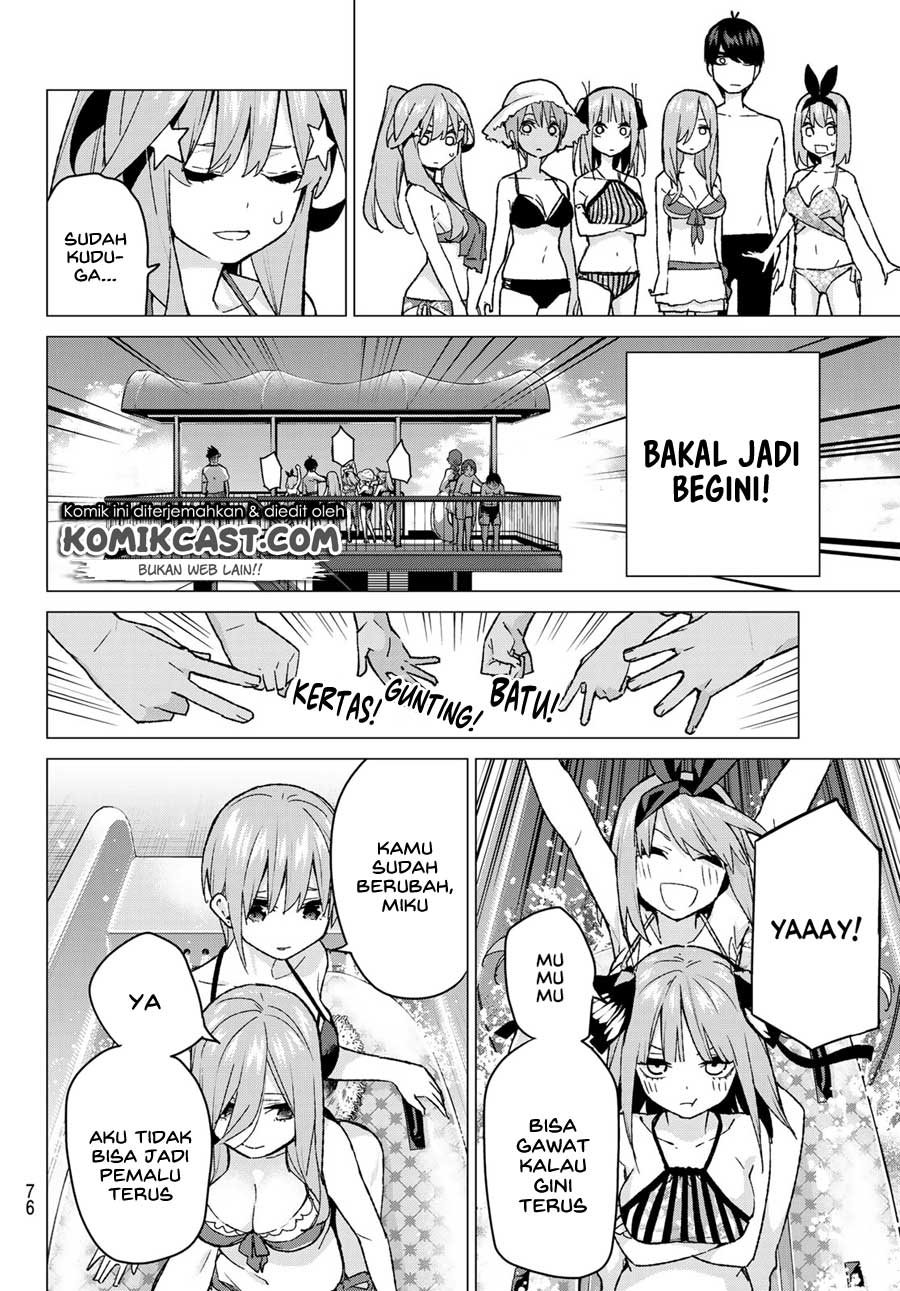 SUDAH
KUDU-
GA...
BAKAL JADI
BEGINI!
Komik ini diterjemahkan & diedit oleh
KOMIKCAST.COM
BUKAN WEB LAIN!!
KERTAS!
GUNTING!
BATU!
YAAAY!
MU
MU
MU
BISA
GAWAT
KALAU
GINI
TERUS
KAMU
SUDAH
BERUBAH,
MIKU
YA
AKU TIDAK
BISA JADI
PEMALU
TERUS
76